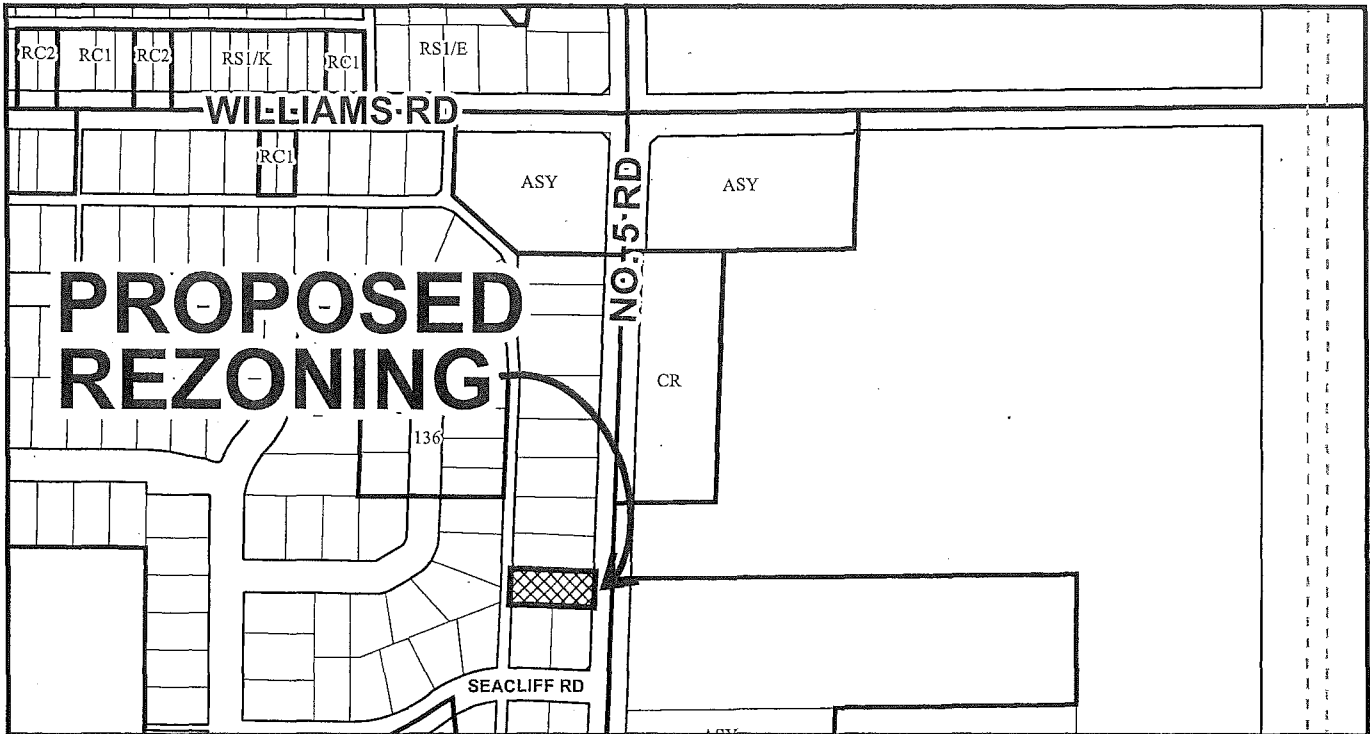 RC2
RC1
RC2
RS1/K
RC1
RS1/E
WILLIAMS RD
RC1
ASY
ASY
NO. 5 RD
PROPOSED
REZONING
CR
136
SEACLIFF RD
ASY